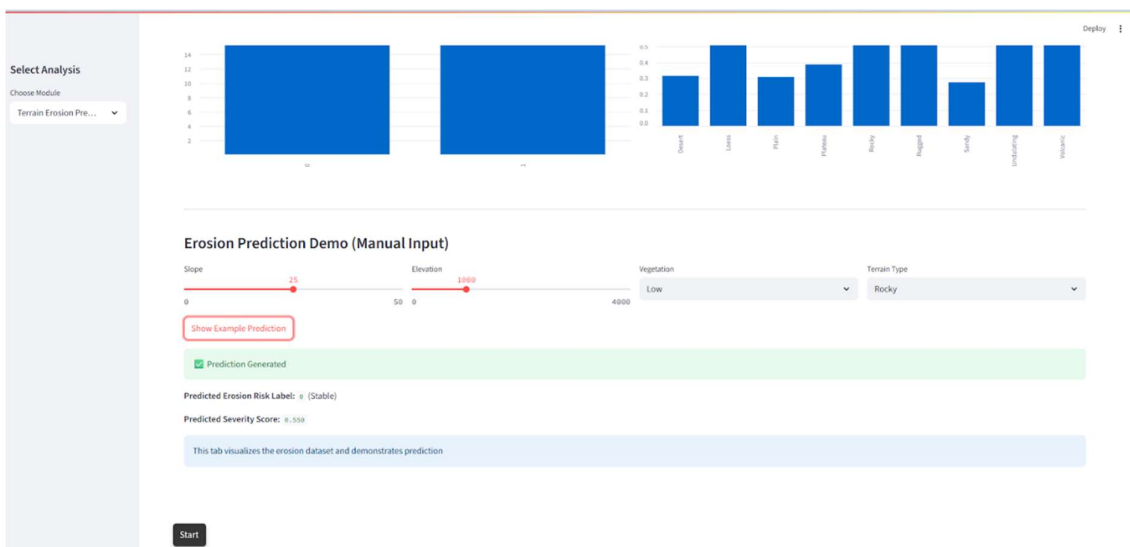 Deploy
Select Analysis
Choose Module
Terrain Erosion Pre...
14
12
10
8
6
4
2
0
1
0.5
0.4
0.3
0.2
0.1
0.0
Desert
Loess
Plain
Plateau
Rocky
Rugged
Sandy
Undulating
Volcanic
Erosion Prediction Demo (Manual Input)
Slope
25
0 50
Elevation
1000
0 4000
Vegetation
Low
Terrain Type
Rocky
Show Example Prediction
Prediction Generated
Predicted Erosion Risk Label: 0 (Stable)
Predicted Severity Score: 0.550
This tab visualizes the erosion dataset and demonstrates prediction
Start